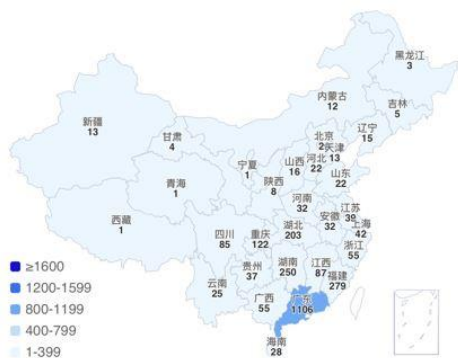 黑龙江
3
内蒙古
12
吉林
5
新疆
13
辽宁
15
甘肃
4
北京
2
天津
13
河北
22
山西
16
宁夏
1
山东
22
青海
1
陕西
8
河南
32
江苏
39
安徽
32
上海
42
西藏
1
四川
85
重庆
122
湖北
203
浙江
55
湖南
250
江西
87
贵州
37
福建
279
云南
25
广西
55
广东
1106
海南
28
≥1600
1200-1599
800-1199
400-799
1-399